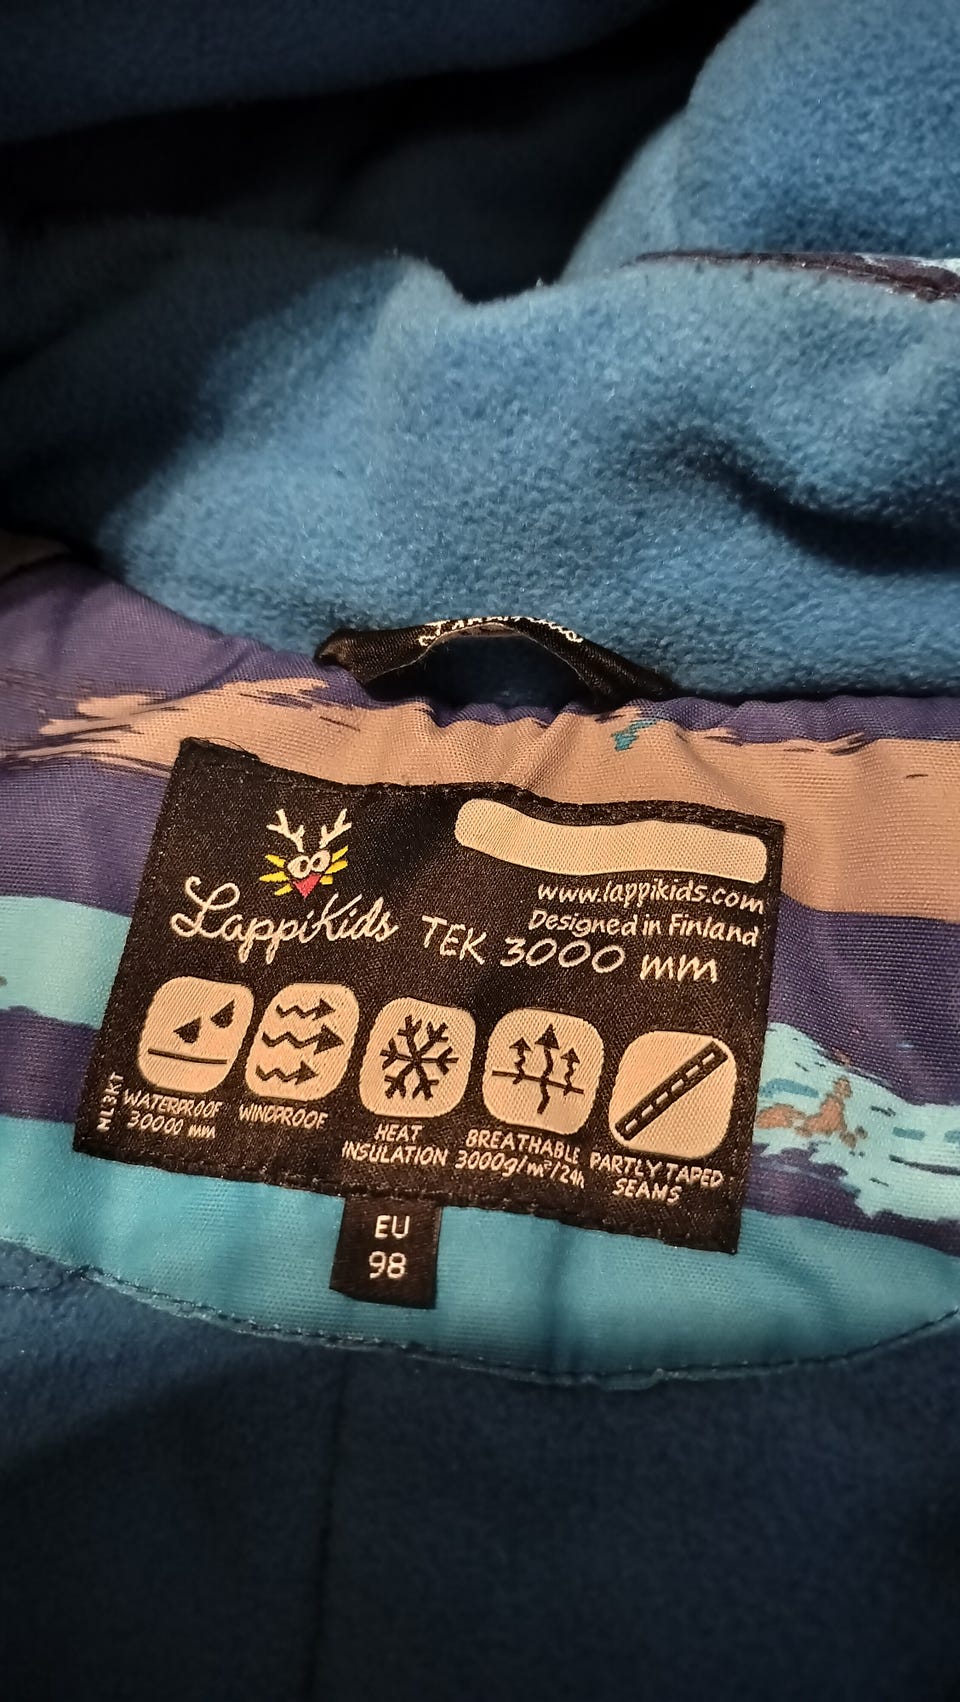 LappiKids
www.lappikids.com
Designed in Finland
TEK 3000 mm
ML3KT
WATERPROOF
30000 mm
WINDPROOF
HEAT
INSULATION
BREATHABLE
3000g/m²/24h
PARTLY TAPED
SEAMS
EU
98